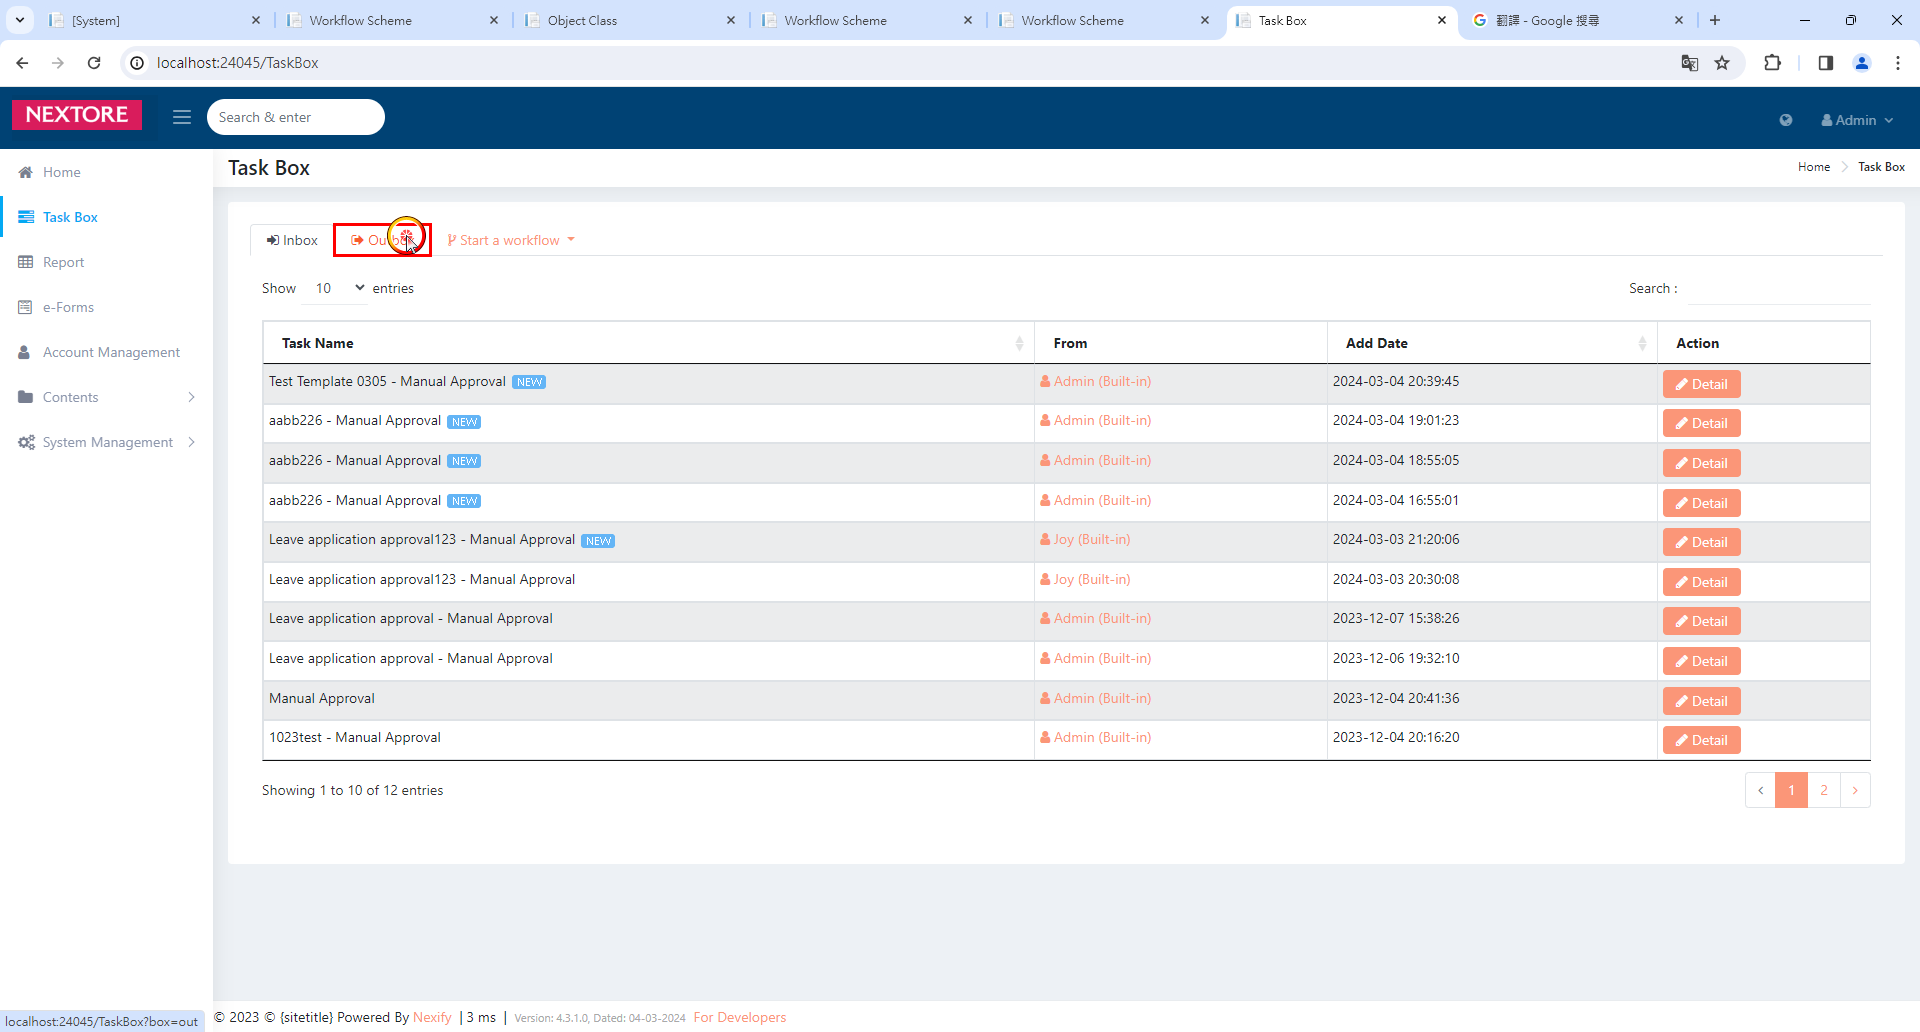 [System]
Workflow Scheme
Object Class
Workflow Scheme
Workflow Scheme
Task Box
翻譯 - Google 搜尋
localhost:24045/TaskBox
NEXTORE
Search & enter
Admin
Home
Task Box
Report
e-Forms
Account Management
Contents
System Management
Task Box
Home
Task Box
Inbox
Start a workflow
Show 10 entries
Search :
Task Name From Add Date Action
Test Template 0305 - Manual Approval NEW Admin (Built-in) 2024-03-04 20:39:45 Detail
aabb226 - Manual Approval NEW Admin (Built-in) 2024-03-04 19:01:23 Detail
aabb226 - Manual Approval NEW Admin (Built-in) 2024-03-04 18:55:05 Detail
aabb226 - Manual Approval NEW Admin (Built-in) 2024-03-04 16:55:01 Detail
Leave application approval123 - Manual Approval NEW Joy (Built-in) 2024-03-03 21:20:06 Detail
Leave application approval123 - Manual Approval Joy (Built-in) 2024-03-03 20:30:08 Detail
Leave application approval - Manual Approval Admin (Built-in) 2023-12-07 15:38:26 Detail
Leave application approval - Manual Approval Admin (Built-in) 2023-12-06 19:32:10 Detail
Manual Approval Admin (Built-in) 2023-12-04 20:41:36 Detail
1023test - Manual Approval Admin (Built-in) 2023-12-04 20:16:20 Detail
Showing 1 to 10 of 12 entries
1 2
localhost:24045/TaskBox?box=out
© 2023 © {sitetitle} Powered By Nexify | 3 ms | Version: 4.3.1.0, Dated: 04-03-2024 For Developers